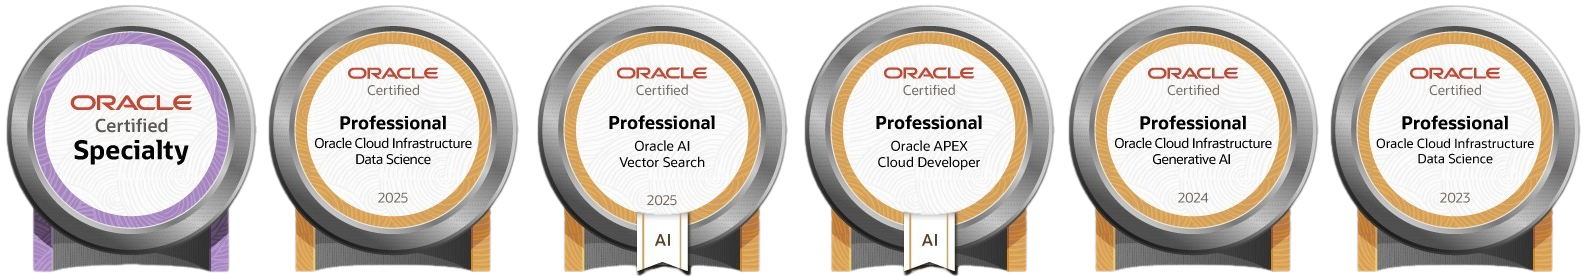 ORACLE
Certified
Specialty
ORACLE
Certified
Professional
Oracle Cloud Infrastructure
Data Science
2025
ORACLE
Certified
Professional
Oracle AI
Vector Search
2025
AI
ORACLE
Certified
Professional
Oracle APEX
Cloud Developer
AI
ORACLE
Certified
Professional
Oracle Cloud Infrastructure
Generative AI
2024
ORACLE
Certified
Professional
Oracle Cloud Infrastructure
Data Science
2023